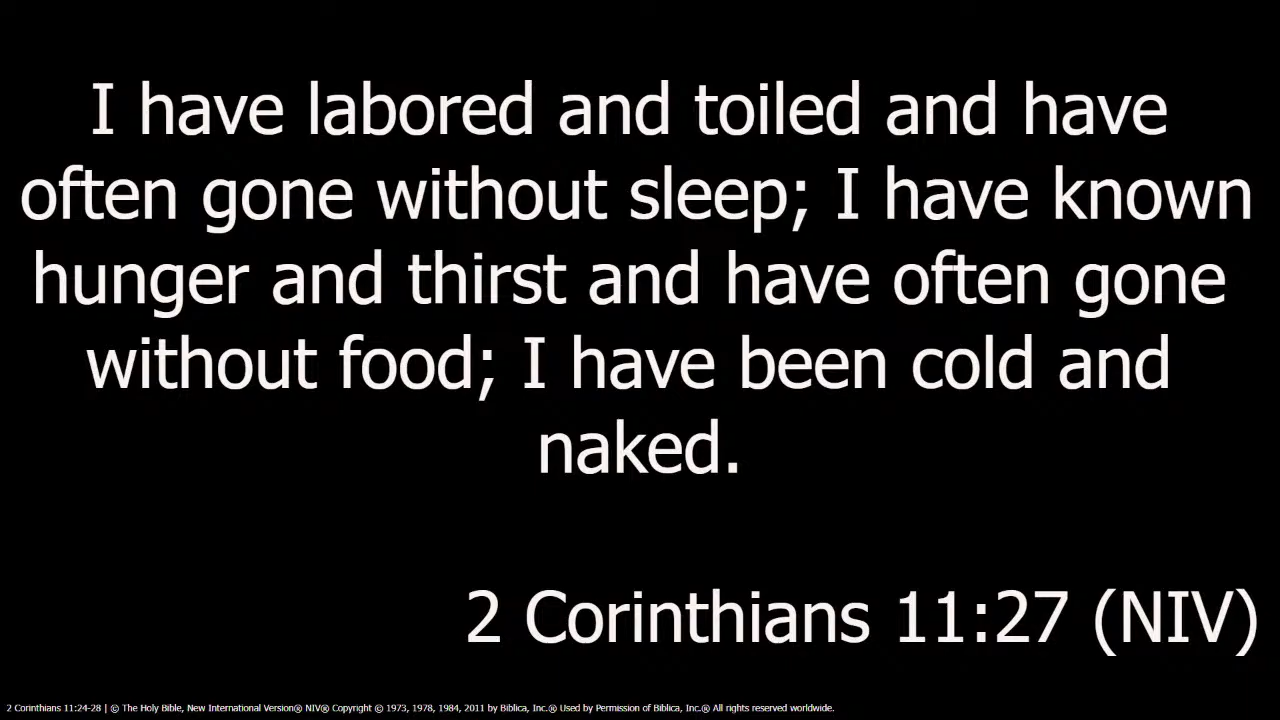 I have labored and toiled and have
often gone without sleep; I have known
hunger and thirst and have often gone
without food; I have been cold and
naked.
2 Corinthians 11:27 (NIV)
2 Corinthians 11:24-28 | © The Holy Bible, New International Version® NIV® Copyright © 1973, 1978, 1984, 2011 by Biblica, Inc.® Used by Permission of Biblica, Inc.® All rights reserved worldwide.